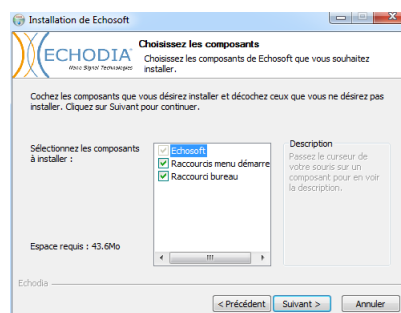 Installation de Echosoft
ECHODIA
Choisissez les composants
Choisissez les composants de Echosoft que vous souhaitez
installer.
Cochez les composants que vous désirez installer et décochez ceux que vous ne désirez pas
installer. Cliquez sur Suivant pour continuer.
Sélectionnez les composants
à installer :
Echosoft
Raccourcis menu démarre
Raccourci bureau
Description
Passez le curseur de
votre souris sur un
composant pour en voir
la description.
Espace requis : 43.6Mo
Echodia
< Précédent
Suivant >
Annuler